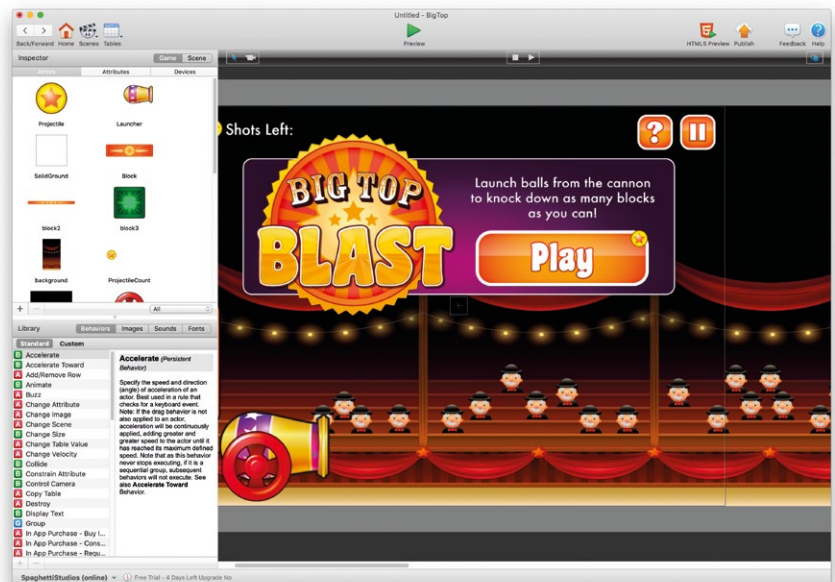 Untitled - BigTop
Back/Forward Home Scenes Tables
Preview
HTML5 Preview Publish
Feedback Help
Inspector
Game Scene
Actors Attributes Devices
Projectile
Launcher
SolidGround
Block
block2
block3
background
ProjectileCount
All
Library
Behaviors Images Sounds Fonts
Standard Custom
Accelerate
Accelerate Toward
Add/Remove Row
Animate
Buzz
Change Attribute
Change Image
Change Scene
Change Size
Change Table Value
Change Velocity
Collide
Constrain Attribute
Control Camera
Copy Table
Destroy
Display Text
Group
In App Purchase - Buy I...
In App Purchase - Cons...
In App Purchase - Requ...
Accelerate (Persistent
Behavior)
Specify the speed and direction
(angle) of acceleration of an
actor. Best used in a rule that
checks for a keyboard event.
Note: If the drag behavior is not
also applied to an actor,
acceleration will be continuously
applied, adding greater and
greater speed to the actor until it
has reached its maximum defined
speed. Note that as this behavior
never stops executing, if it is a
sequential group, subsequent
behaviors will not execute. See
also Accelerate Toward
Behavior.
Shots Left:
?
BIG TOP
BLAST
Launch balls from the cannon
to knock down as many blocks
as you can!
Play
SpaghettiStudios (online)
Free Trial - 4 Days Left Upgrade No